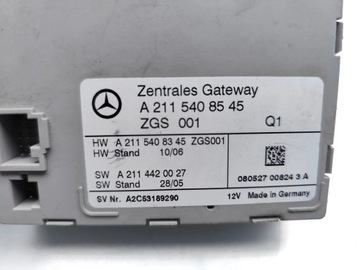 Zentrales Gateway
A 211 540 85 45
ZGS 001 Q1
HW A 211 540 83 45 ZGS001
HW Stand 10/06
SW A 211 442 00 27
SW Stand 28/05
080527 00824 3 A
SV Nr. A2C53189290 12V Made in Germany